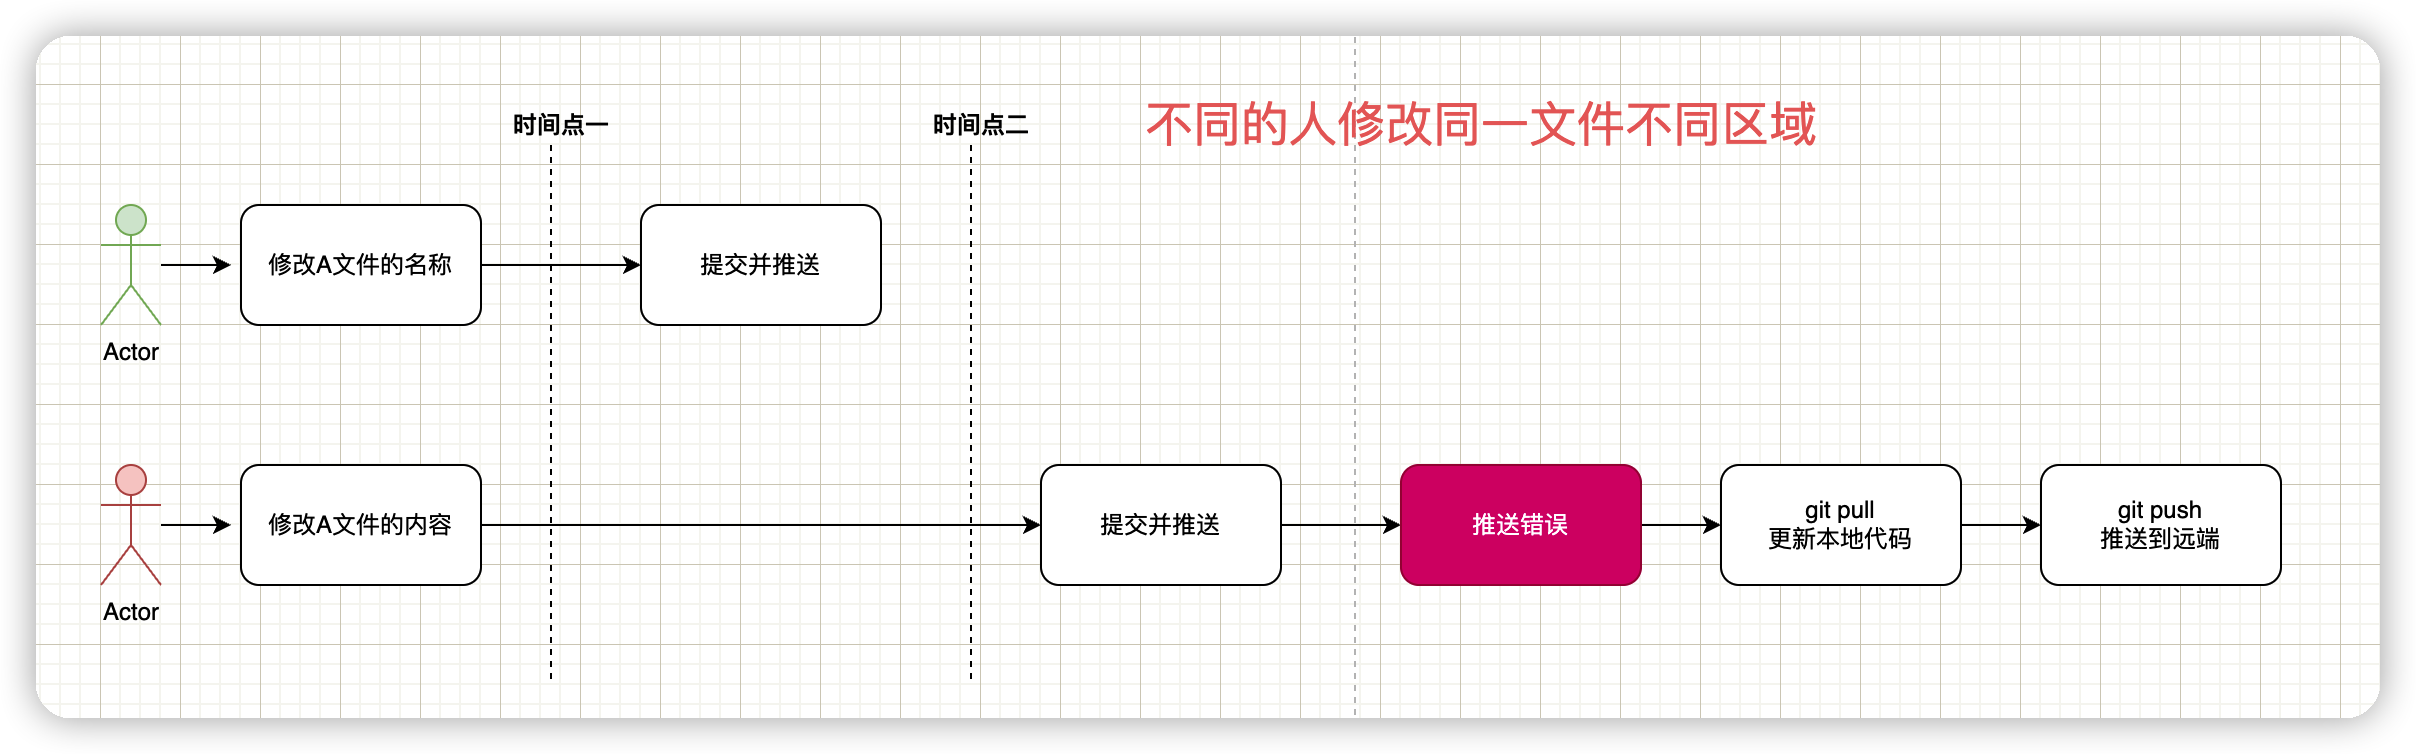 时间点一
时间点二
不同的人修改同一文件不同区域
修改A文件的名称
提交并推送
Actor
修改A文件的内容
提交并推送
推送错误
git pull
更新本地代码
git push
推送到远端
Actor